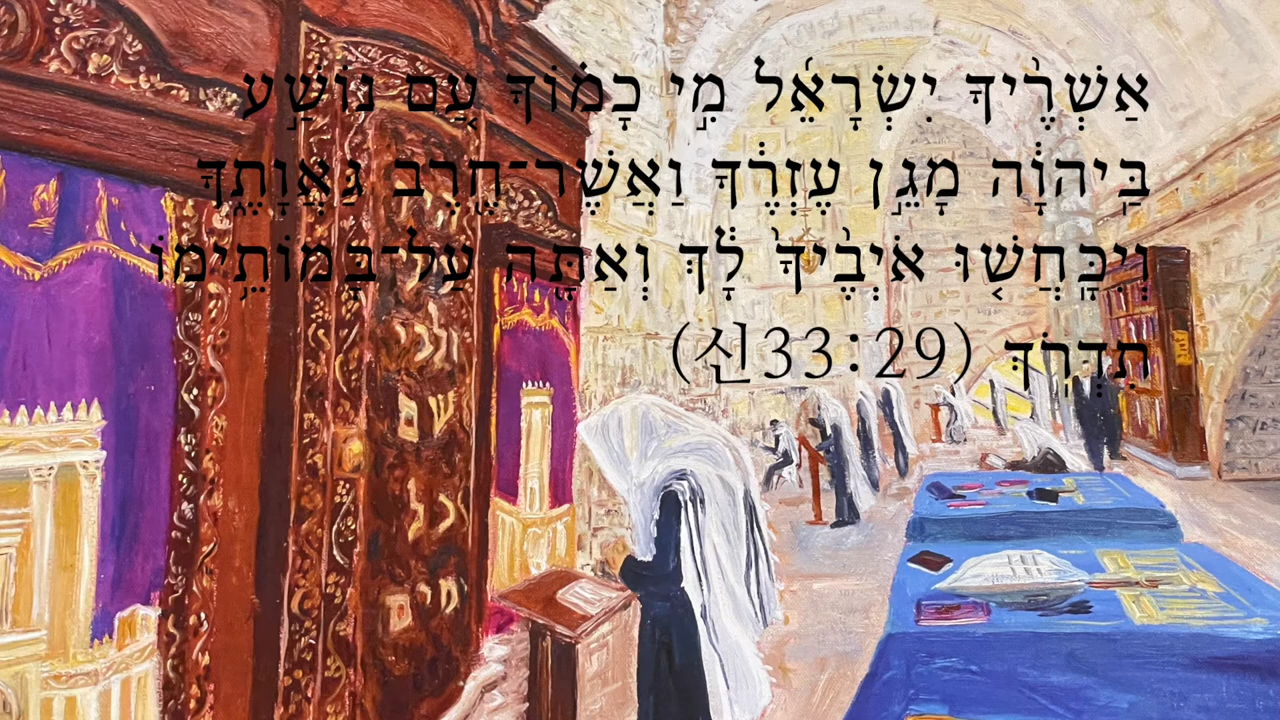 אַשְׁרֶ֨יךָ יִשְׂרָאֵ֜ל מִ֣י כָמ֗וֹךָ עַ֚ם נוֹשַׁ֣ע
בַּֽיהוָ֔ה מָגֵ֣ן עֶזְרֶ֔ךָ וַאֲשֶׁר־חֶ֖רֶב גַּאֲוָתֶ֑ךָ
וְיִכָּֽחֲשׁ֤וּ אֹיְבֶ֙יךָ֙ לָ֔ךְ וְאַתָּ֖ה עַל־בָּמוֹתֵ֥ימוֹ
תִדְרֹֽךְ׃ (신33:29)